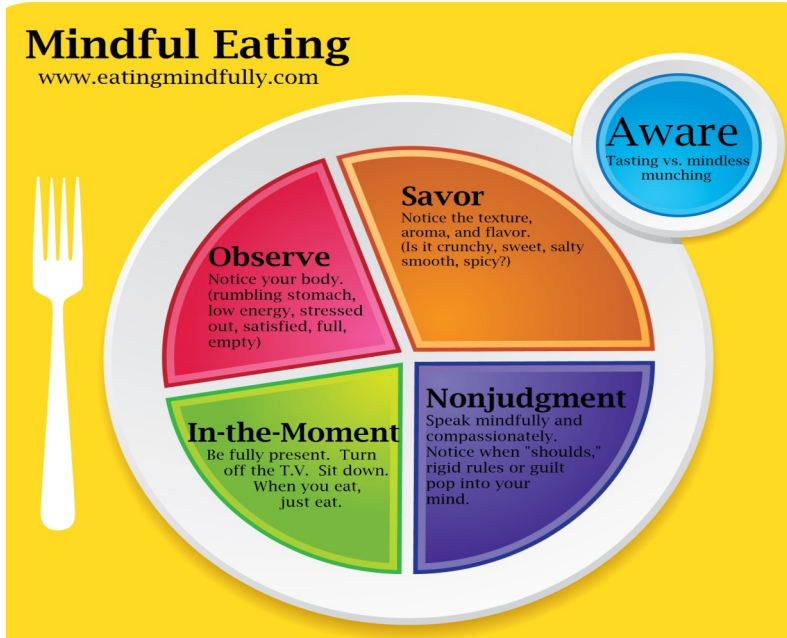 Mindful Eating
www.eatingmindfully.com
Aware
Tasting vs. mindless
munching
Savor
Notice the texture,
aroma, and flavor.
(Is it crunchy, sweet, salty
smooth, spicy?)
Observe
Notice your body.
(rumbling stomach,
low energy, stressed
out, satisfied, full,
empty)
In-the-Moment
Be fully present. Turn
off the T.V. Sit down.
When you eat,
just eat.
Nonjudgment
Speak mindfully and
compassionately.
Notice when "shoulds,"
rigid rules or guilt
pop into your
mind.